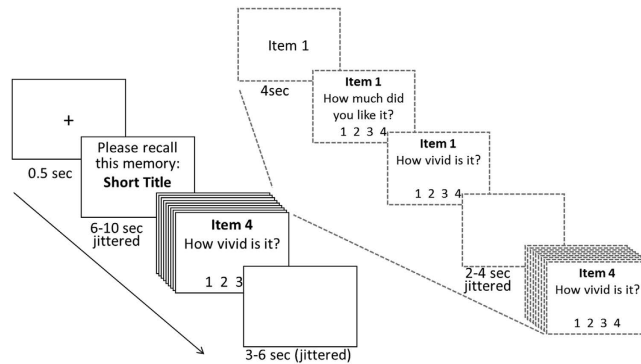 +
0.5 sec
Please recall
this memory:
Short Title
6-10 sec
jittered
Item 4
How vivid is it?
1 2 3
3-6 sec (jittered)
Item 1
4sec
Item 1
How much did
you like it?
1 2 3 4
Item 1
How vivid is it?
1 2 3 4
2-4 sec
jittered
Item 4
How vivid is it?
1 2 3 4